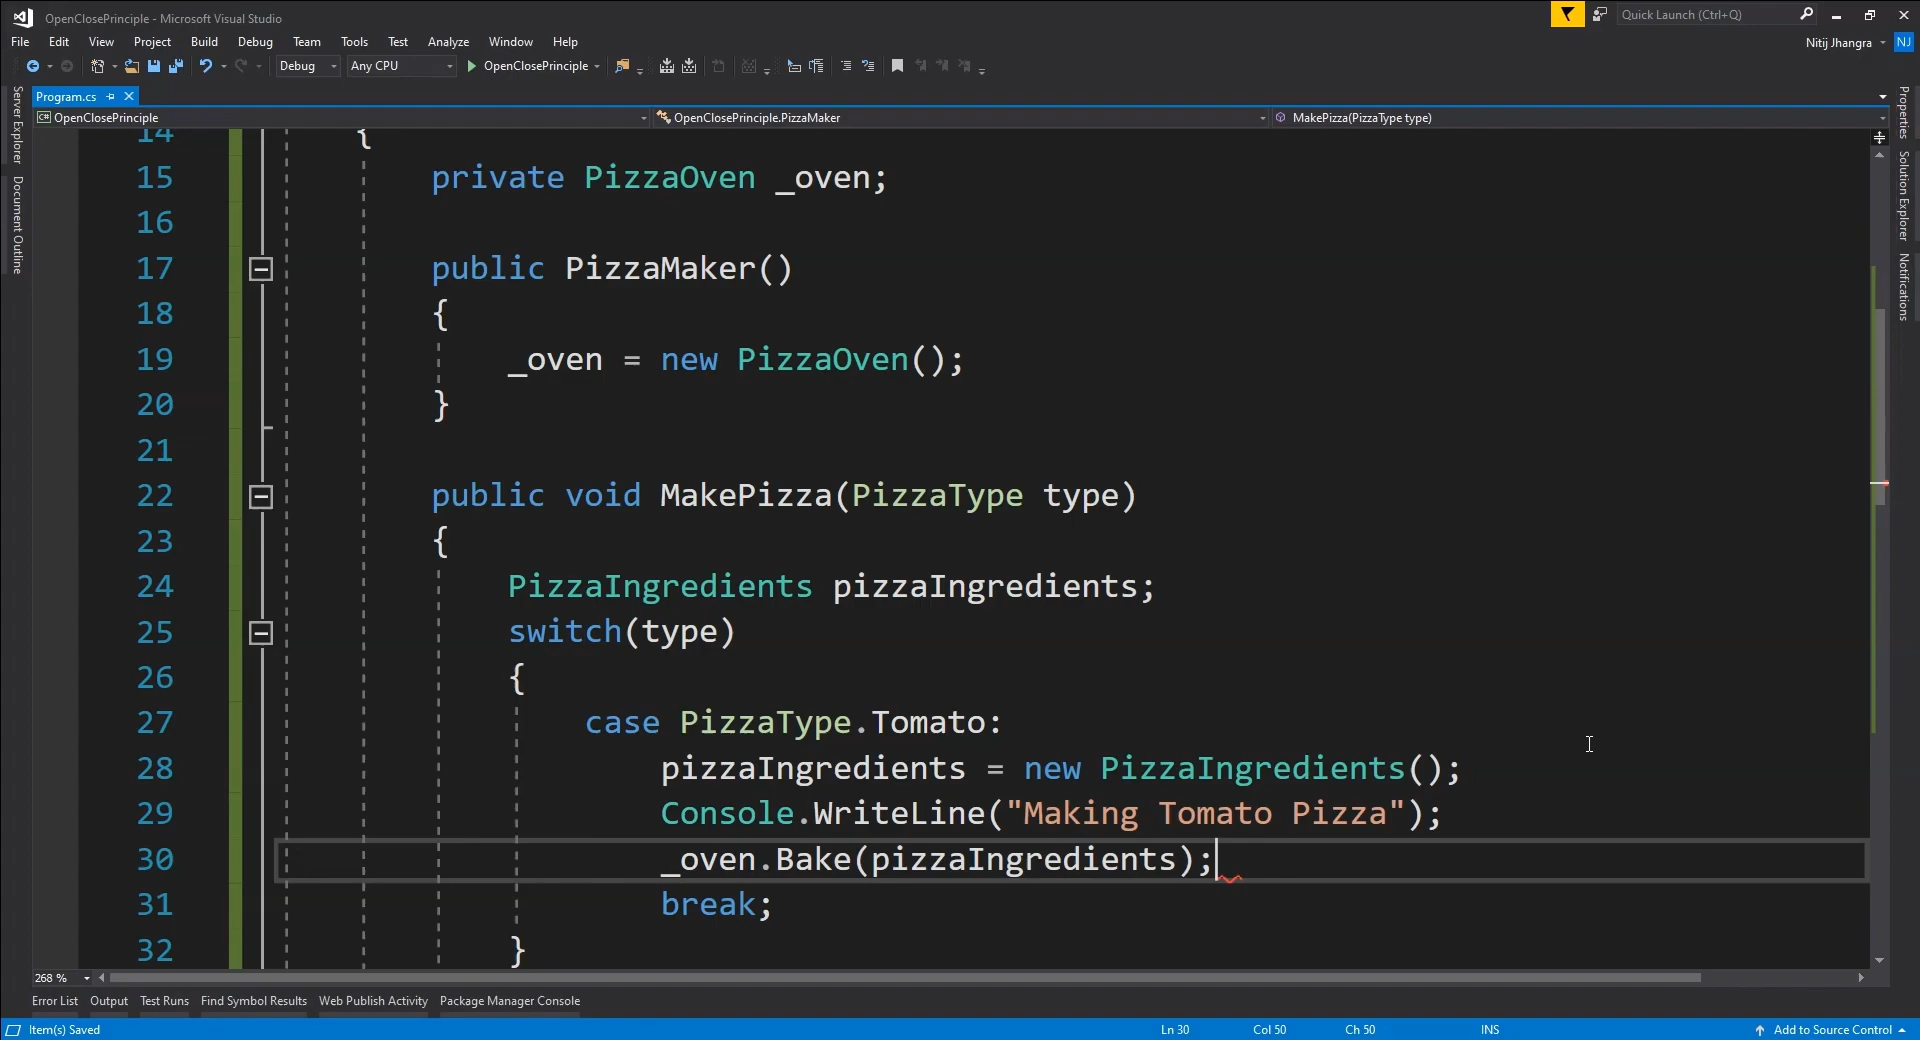 OpenClosePrinciple - Microsoft Visual Studio
Quick Launch (Ctrl+Q)
File Edit View Project Build Debug Team Tools Test Analyze Window Help
Nitij Jhangra NJ
Debug Any CPU OpenClosePrinciple
Program.cs
OpenClosePrinciple OpenClosePrinciple.PizzaMaker MakePizza(PizzaType type)
Server Explorer
Document Outline
Properties
Solution Explorer
Notifications
14 {
15 private PizzaOven _oven;
16
17 public PizzaMaker()
18 {
19 _oven = new PizzaOven();
20 }
21
22 public void MakePizza(PizzaType type)
23 {
24 PizzaIngredients pizzaIngredients;
25 switch(type)
26 {
27 case PizzaType.Tomato:
28 pizzaIngredients = new PizzaIngredients();
29 Console.WriteLine("Making Tomato Pizza");
30 _oven.Bake(pizzaIngredients);
31 break;
32 }
268 %
Error List Output Test Runs Find Symbol Results Web Publish Activity Package Manager Console
Item(s) Saved Ln 30 Col 50 Ch 50 INS Add to Source Control